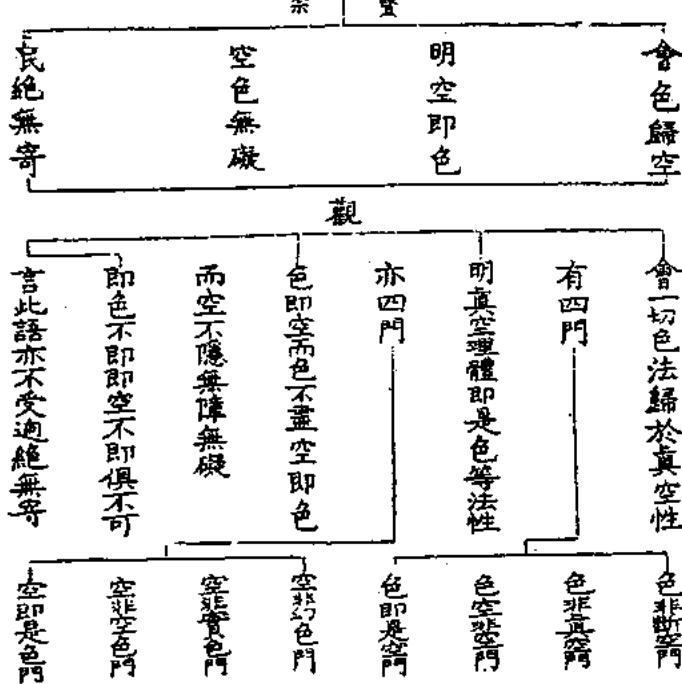 會色歸空
明空即色
空色無礙
泯絶無寄
觀
會一切色法歸於眞空性
有四門
明眞空理體即是色等法性
亦四門
色即空而色不盡空即色
而空不隱無障無礙
即色不即即空不即俱不可
言此語亦不受逈絶無寄
色非斷空門
色非眞空門
色空非空門
色即是空門
空非幻色門
空非實色門
空非空色門
空即是色門